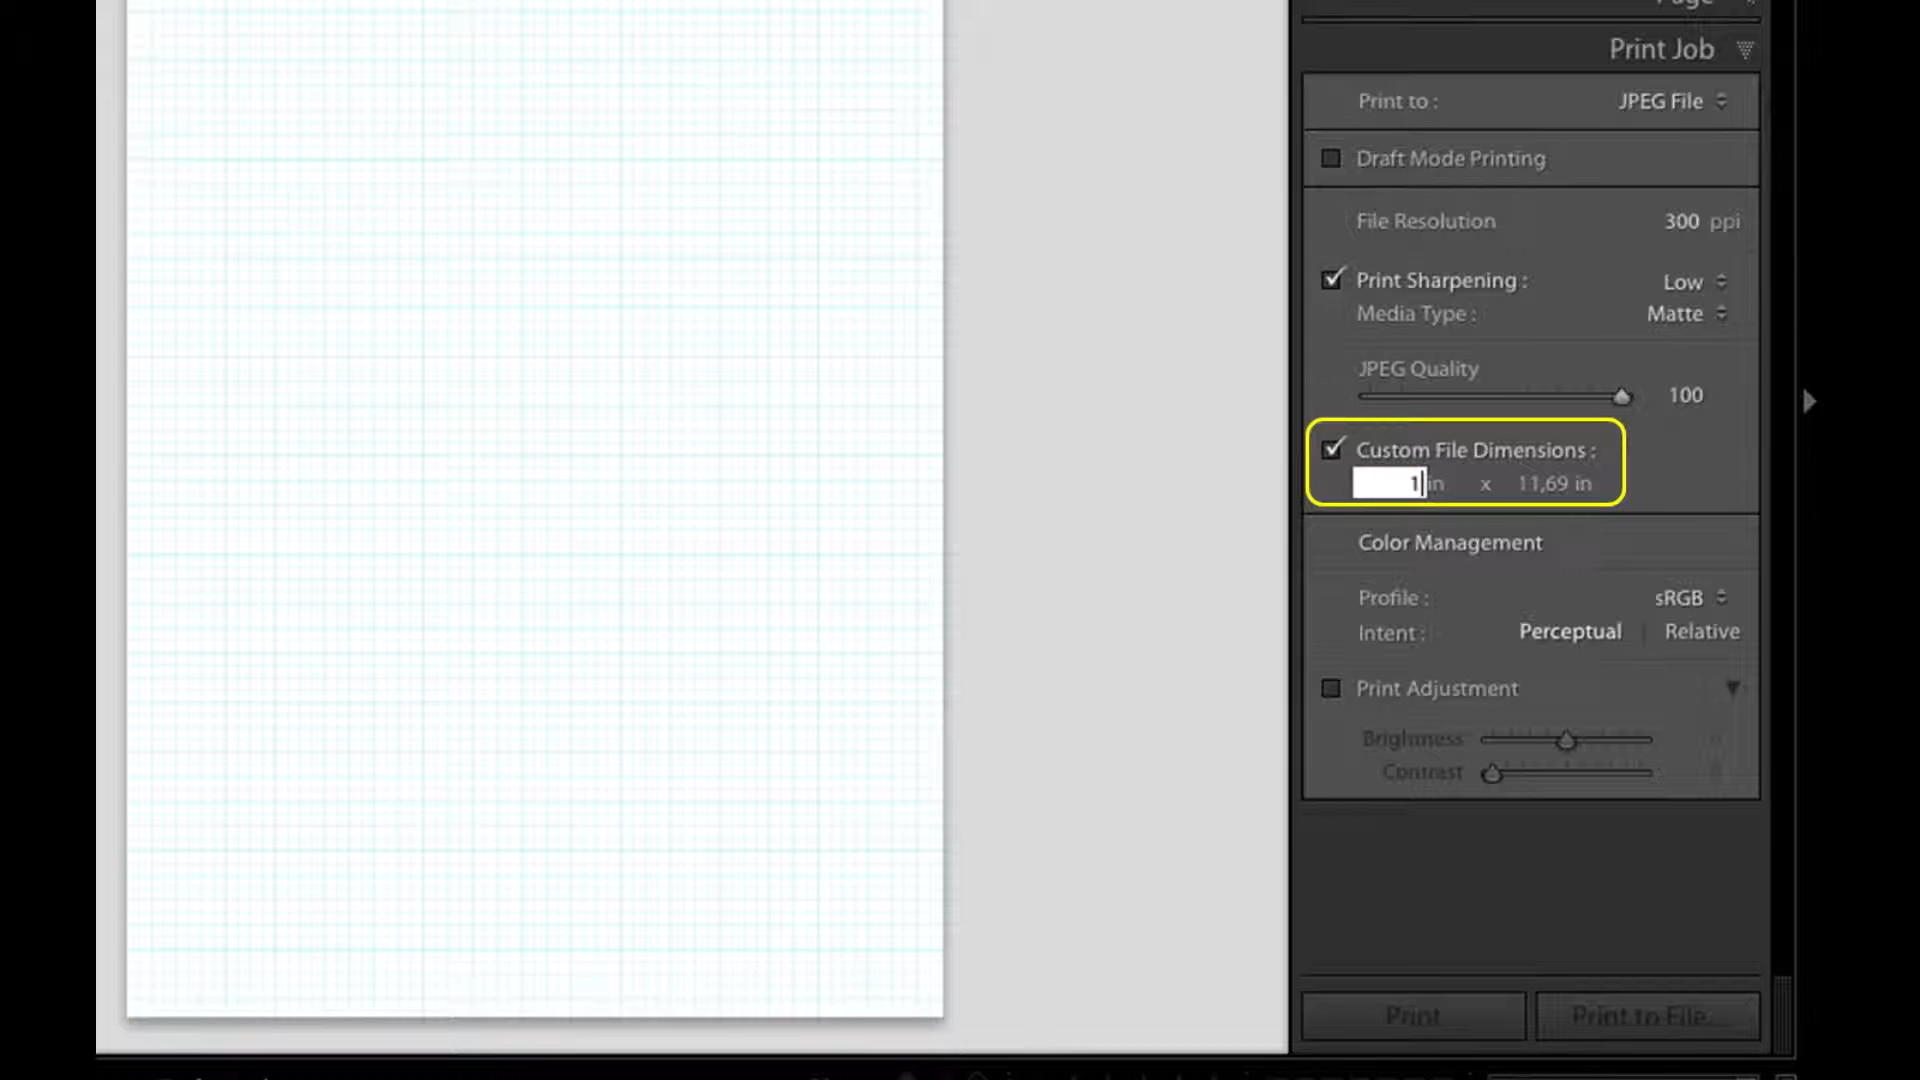 Page
Print Job
Print to : JPEG File
Draft Mode Printing
File Resolution 300 ppi
Print Sharpening : Low
Media Type : Matte
JPEG Quality
100
Custom File Dimensions :
1 in x 11,69 in
Color Management
Profile : sRGB
Intent : Perceptual Relative
Print Adjustment
Brightness
Contrast
Print Print to File